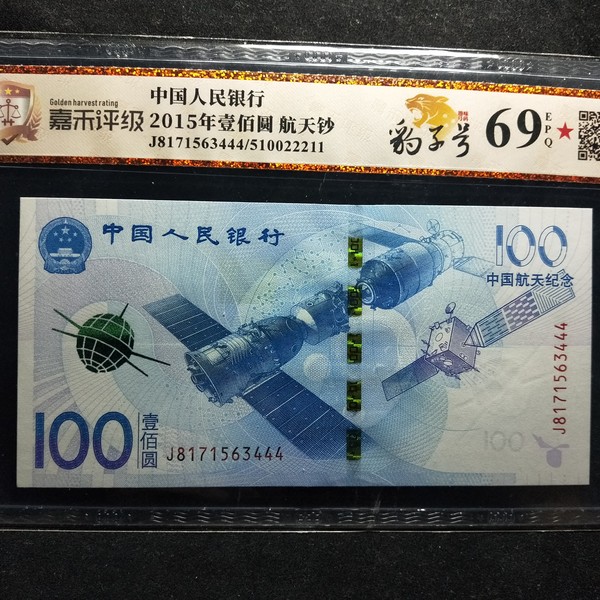 Golden harvest rating
嘉禾评级
中国人民银行
2015年壹佰圆 航天钞
J8171563444/510022211
豹子号
69
EPQ
中国人民银行
100
中国航天纪念
J8171563444
100
壹佰圆
J8171563444
100